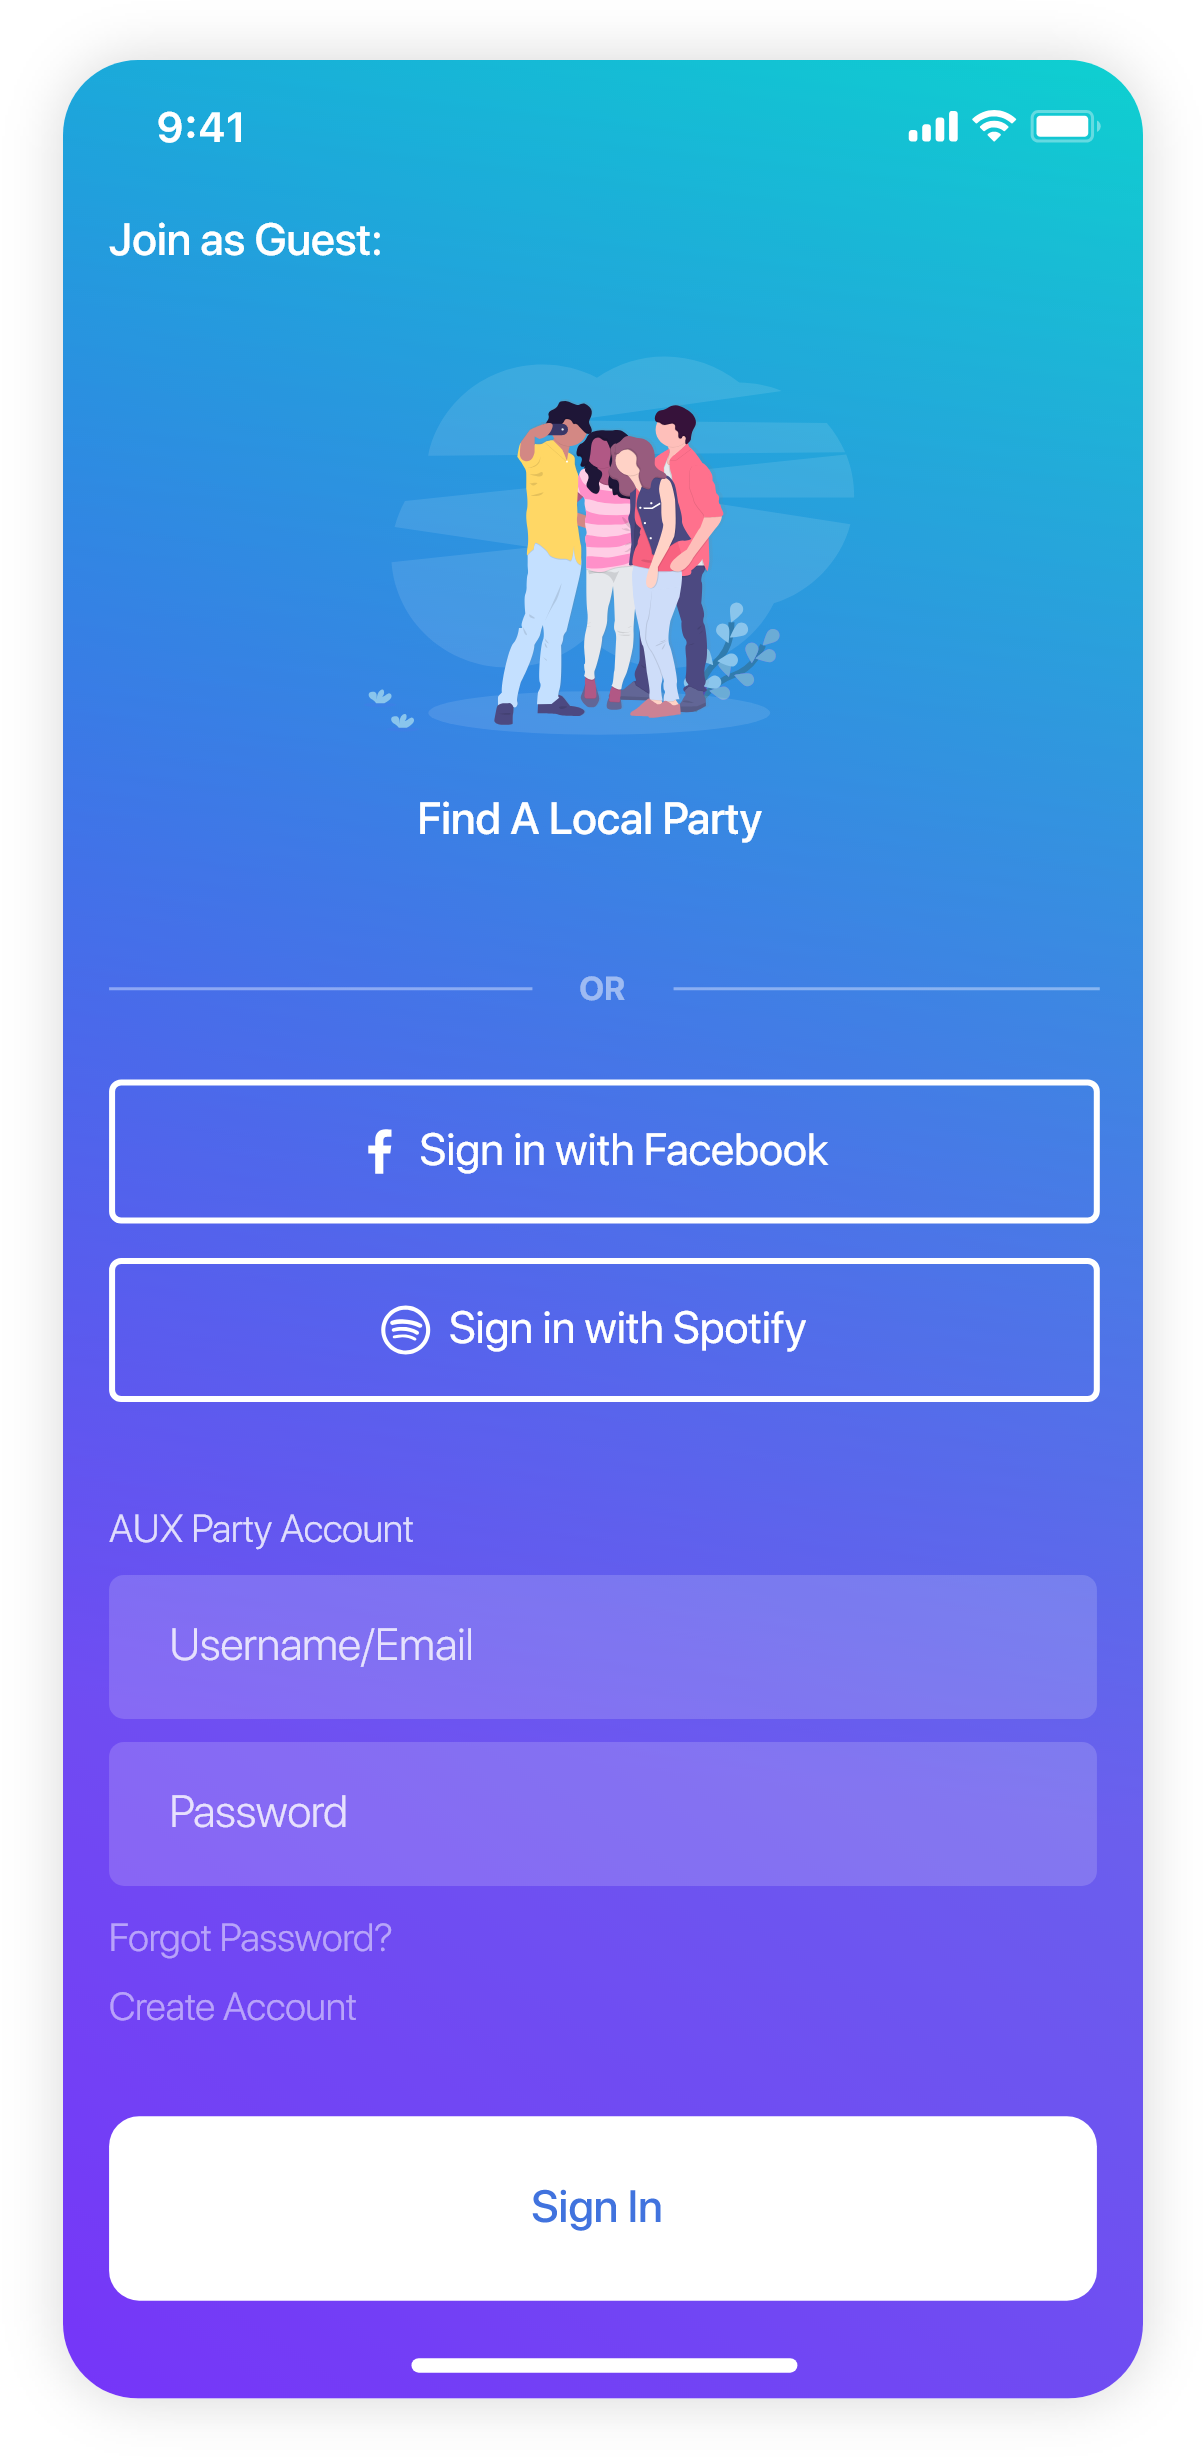 9:41
Join as Guest:
Find A Local Party
OR
Sign in with Facebook
Sign in with Spotify
AUX Party Account
Username/Email
Password
Forgot Password?
Create Account
Sign In